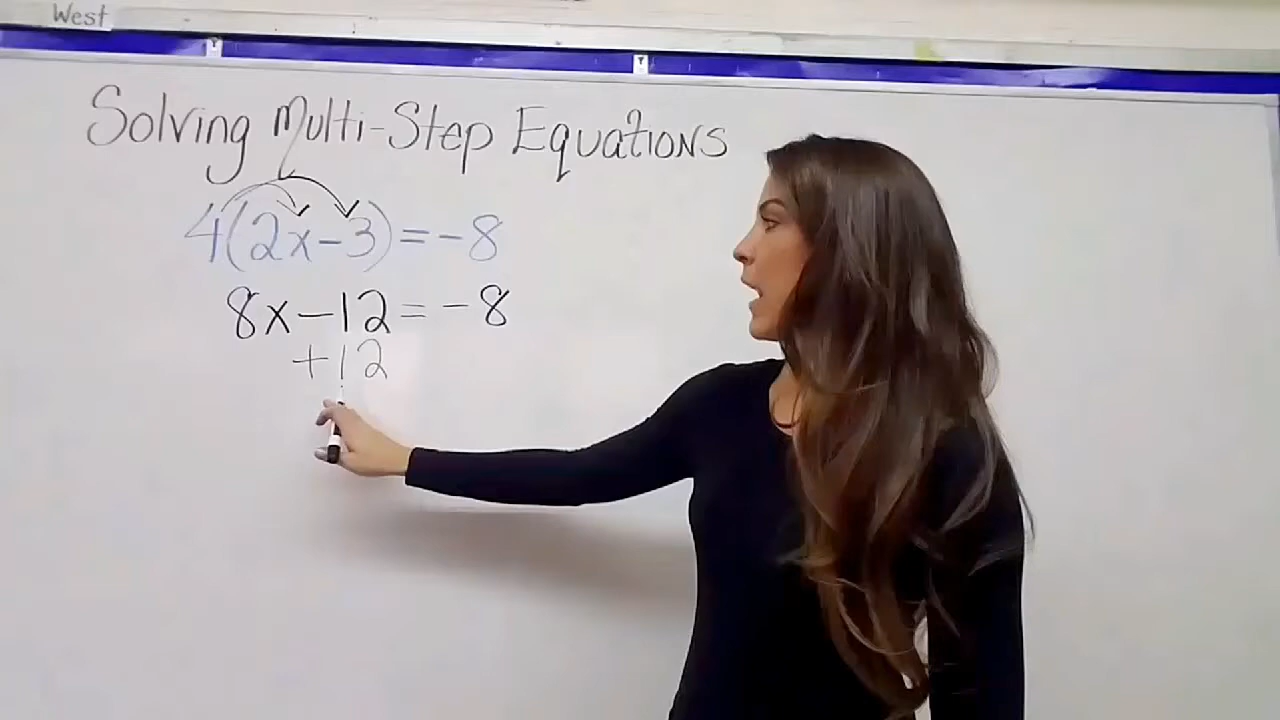 West
Solving Multi-Step Equations
4(2x-3)=-8
8x-12=-8
+12